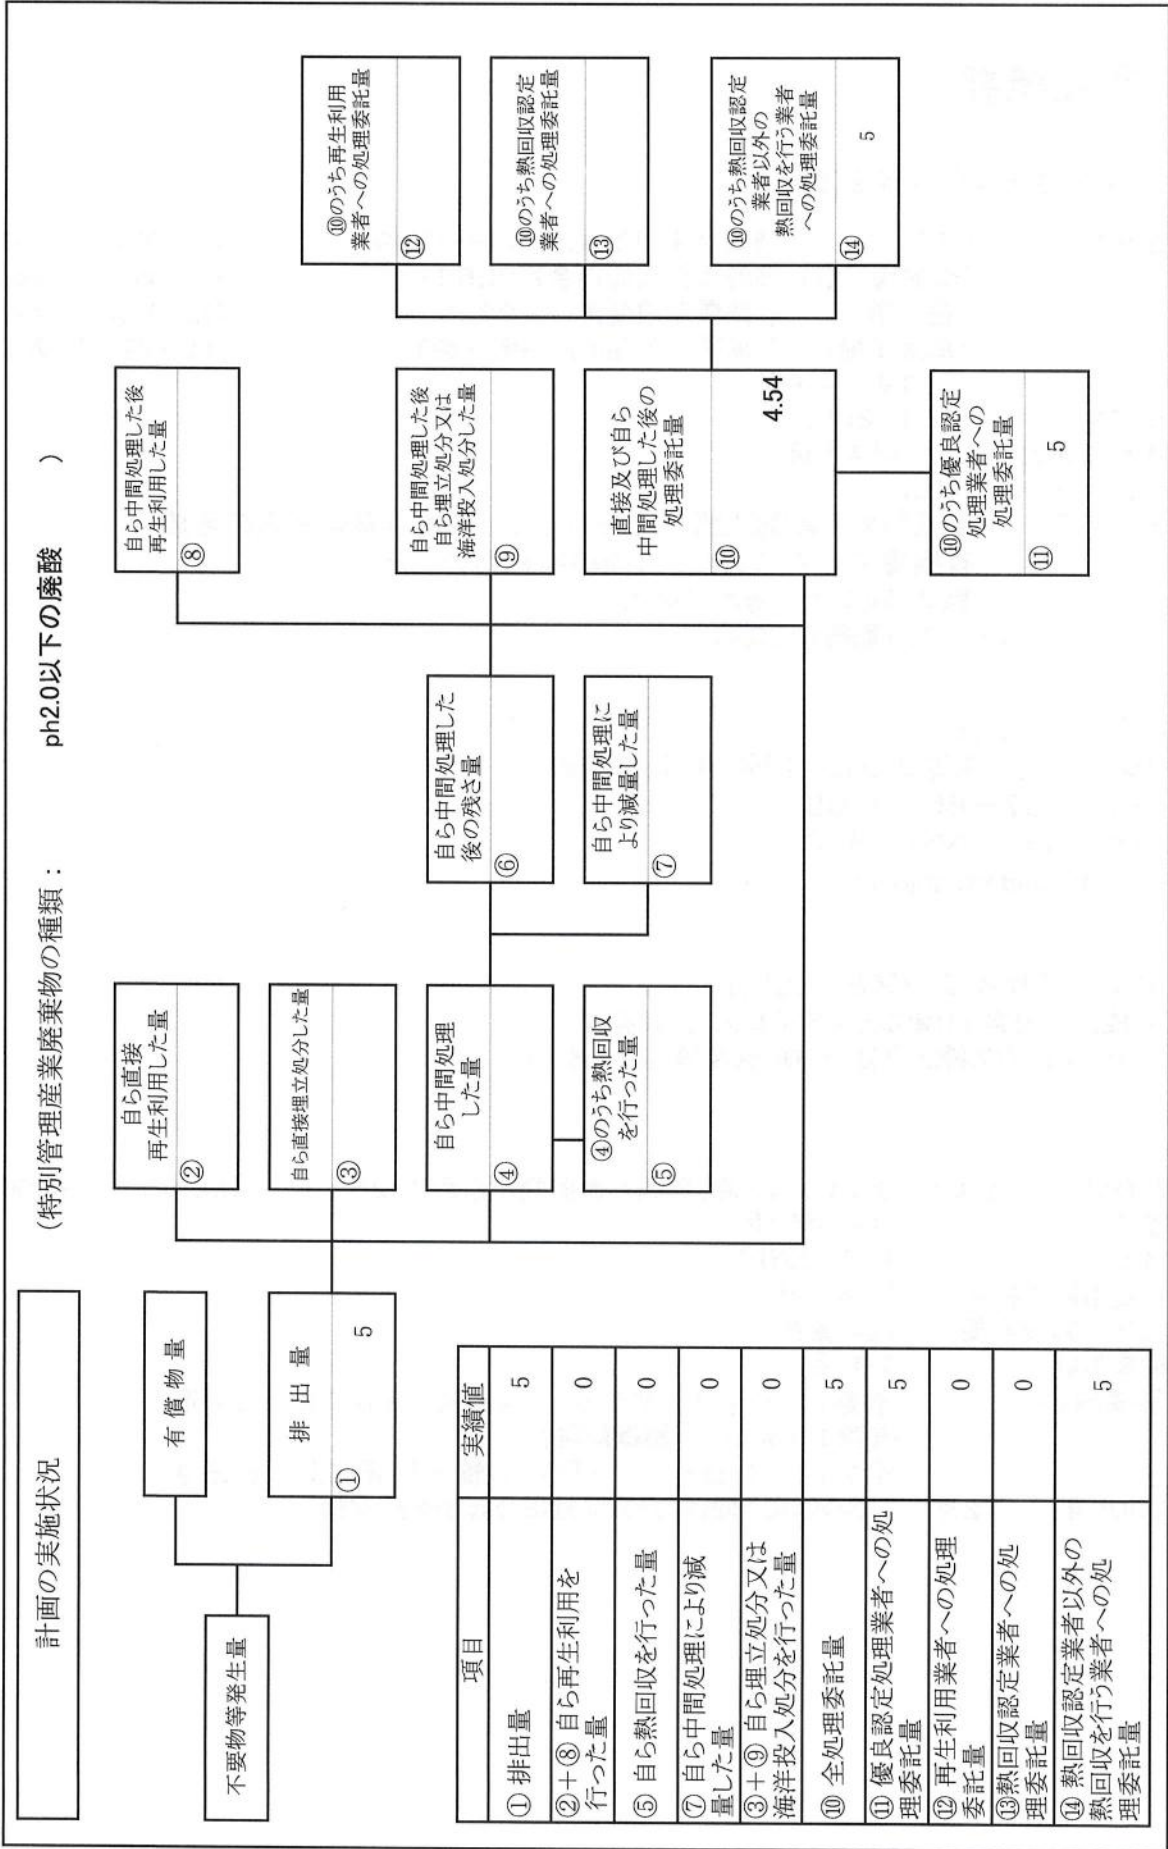 計画の実施状況
（特別管理産業廃棄物の種類：　ph2.0以下の廃酸　）
不要物等発生量
有償物量
排出量
① 5
自ら直接
再生利用した量
②
自ら直接埋立処分した量
③
自ら中間処理
した量
④
④のうち熱回収
を行った量
⑤
自ら中間処理した
後の残さ量
⑥
自ら中間処理に
より減量した量
⑦
自ら中間処理した後
再生利用した量
⑧
自ら中間処理した後
自ら埋立処分又は
海洋投入処分した量
⑨
直接及び自ら
中間処理した後の
処理委託量
⑩ 4.54
⑩のうち優良認定
処理業者への
処理委託量
⑪ 5
⑩のうち再生利用
業者への処理委託量
⑫
⑩のうち熱回収認定
業者への処理委託量
⑬
⑩のうち熱回収認定
業者以外の
熱回収を行う業者
への処理委託量
⑭ 5
項目 実績値
① 排出量 5
②＋⑧ 自ら再生利用を
行った量 0
⑤ 自ら熱回収を行った量 0
⑦ 自ら中間処理により減
量した量 0
③＋⑨ 自ら埋立処分又は
海洋投入処分を行った量 0
⑩ 全処理委託量 5
⑪ 優良認定処理業者への処
理委託量 5
⑫ 再生利用業者への処理
委託量 0
⑬熱回収認定業者への処
理委託量 0
⑭ 熱回収認定業者以外の
熱回収を行う業者への処
理委託量 5